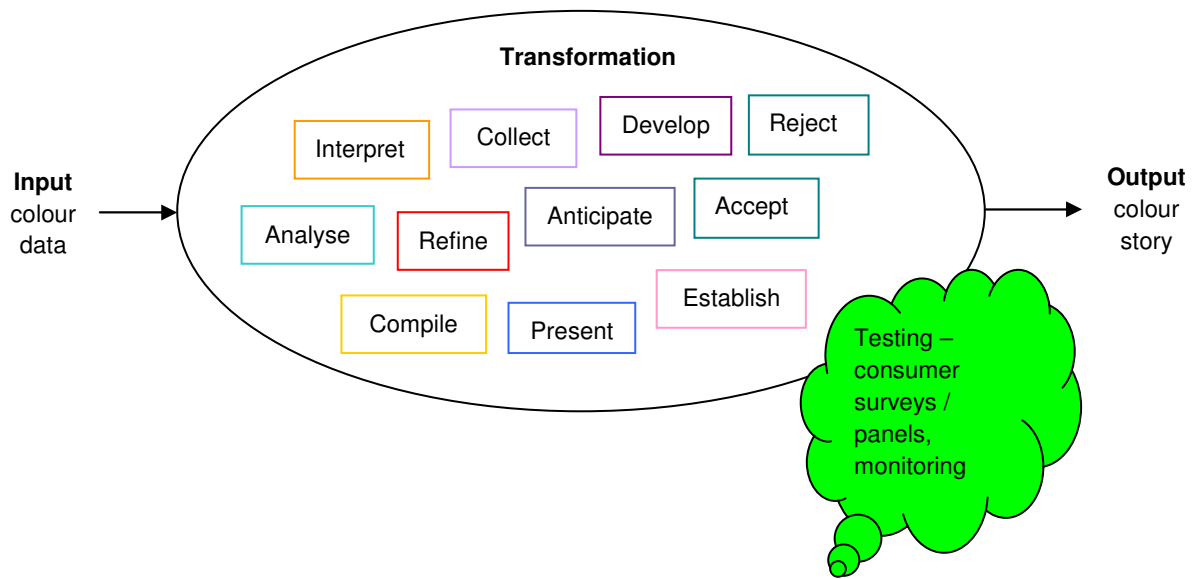 Transformation
Interpret
Collect
Develop
Reject
Input
colour
data
Analyse
Refine
Anticipate
Accept
Output
colour
story
Compile
Present
Establish
Testing –
consumer
surveys /
panels,
monitoring